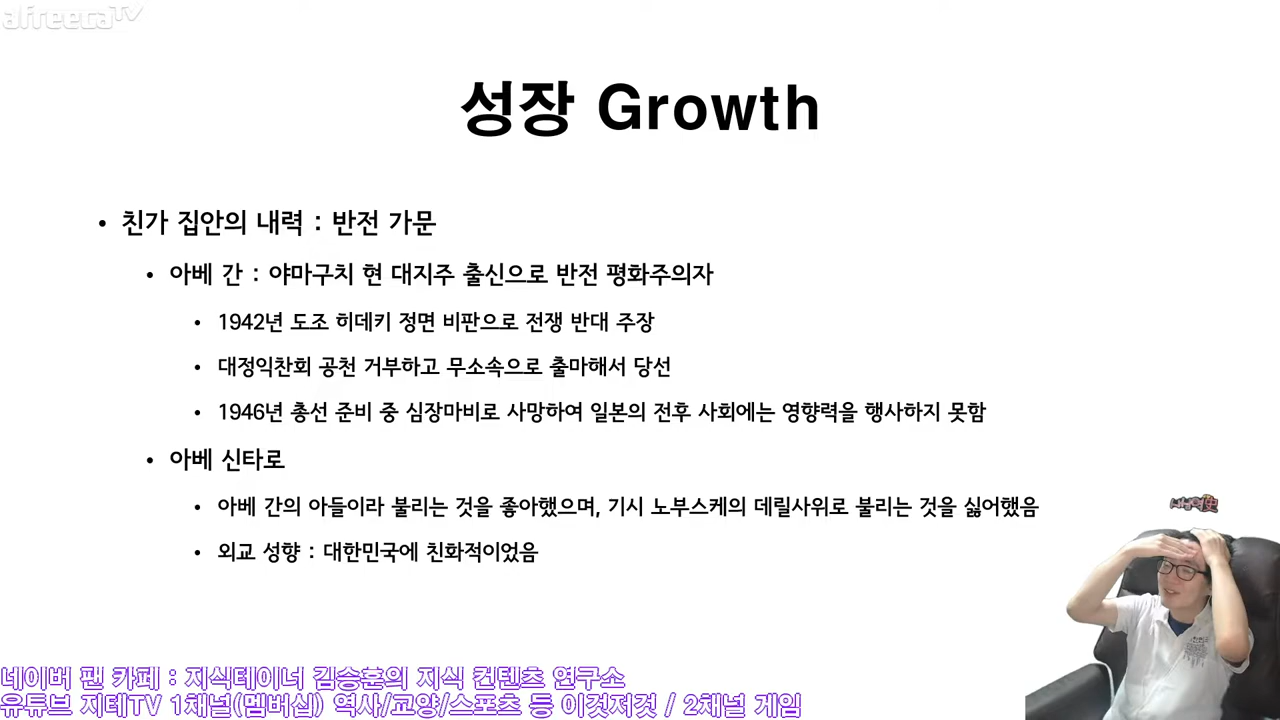 afreecaTV
성장 Growth
• 친가 집안의 내력 : 반전 가문
• 아베 간 : 야마구치 현 대지주 출신으로 반전 평화주의자
• 1942년 도조 히데키 정면 비판으로 전쟁 반대 주장
• 대정익찬회 공천 거부하고 무소속으로 출마해서 당선
• 1946년 총선 준비 중 심장마비로 사망하여 일본의 전후 사회에는 영향력을 행사하지 못함
• 아베 신타로
• 아베 간의 아들이라 불리는 것을 좋아했으며, 기시 노부스케의 데릴사위로 불리는 것을 싫어했음
• 외교 성향 : 대한민국에 친화적이었음
네이버 팬 카페 : 지식테이너 김승훈의 지식 컨텐츠 연구소
유튜브 지테TV 1채널(멤버십) 역사/교양/스포츠 등 이것저것 / 2채널 게임